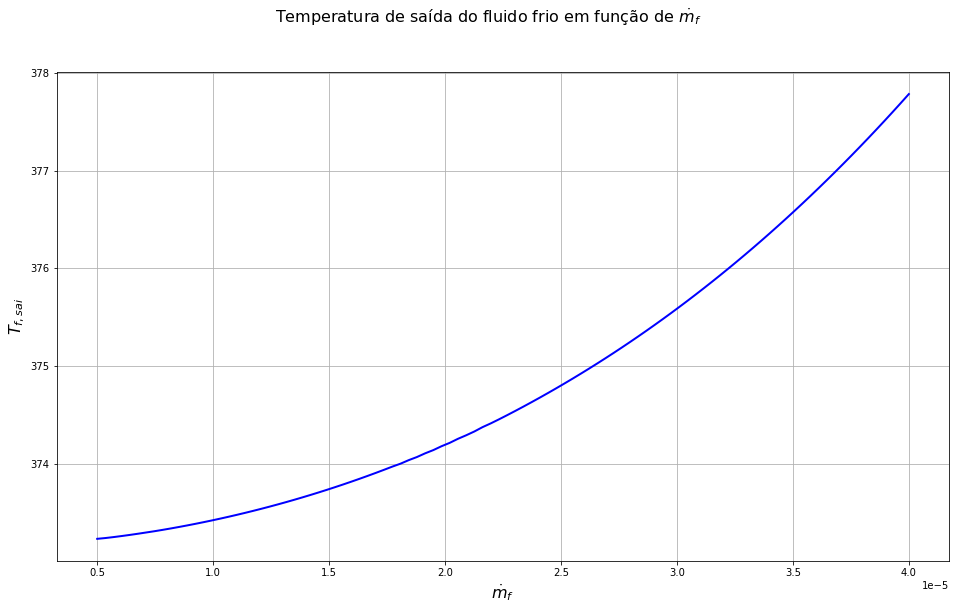 Temperatura de saída do fluido frio em função de ṁ_f
378
377
376
375
374
T_{f, sai}
0.5 1.0 1.5 2.0 2.5 3.0 3.5 4.0
1e−5
ṁ_f